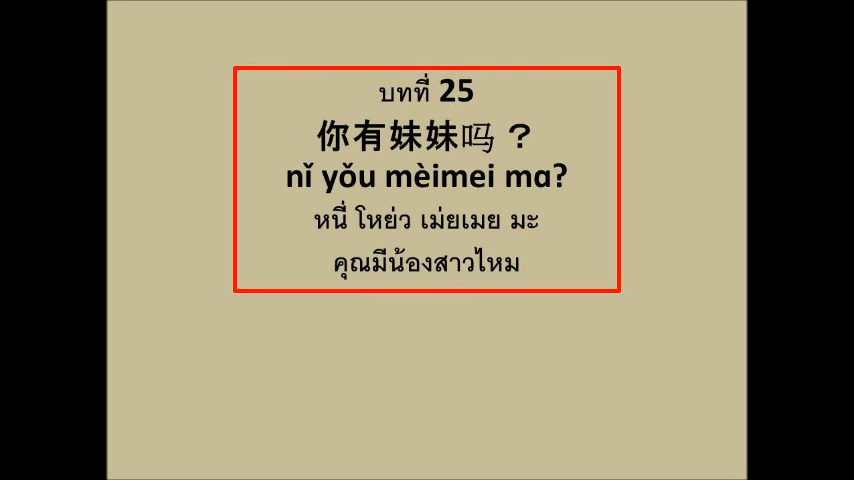 บทที่ 25
你有妹妹吗？
nǐ yǒu mèimei ma?
หนี่ โหย่ว เม่ยเมย มะ
คุณมีน้องสาวไหม